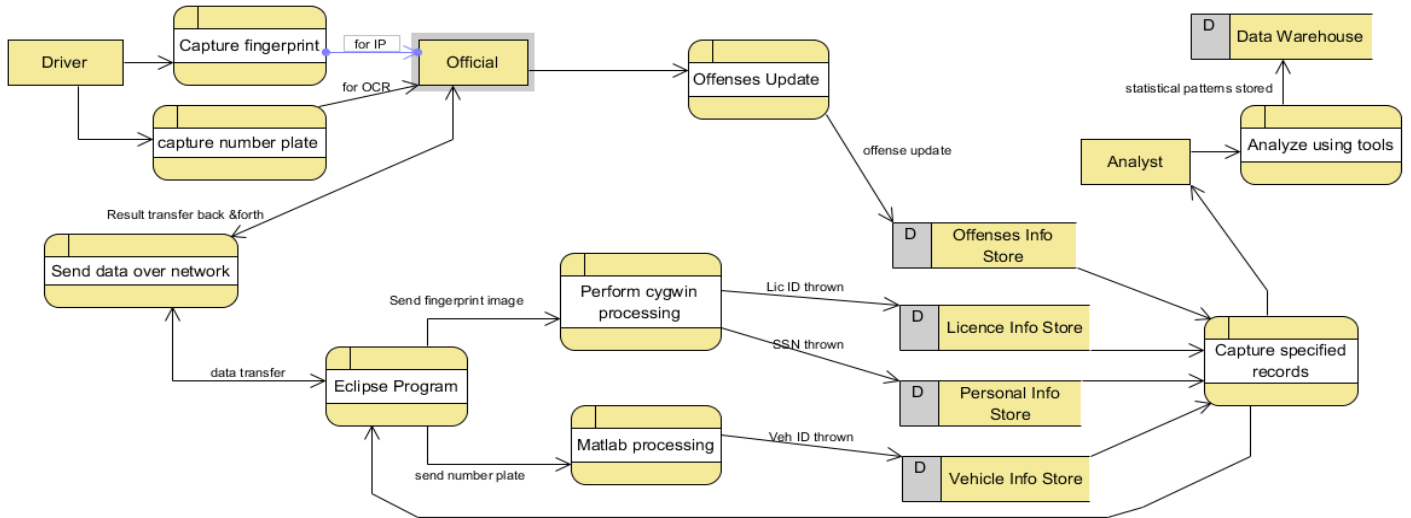 Driver
Capture fingerprint
for IP
Official
for OCR
capture number plate
Offenses Update
D
Data Warehouse
statistical patterns stored
Analyze using tools
Analyst
offense update
Result transfer back &forth
Send data over network
D
Offenses Info
Store
Perform cygwin
processing
Send fingerprint image
Lic ID thrown
D
Licence Info Store
SSN thrown
Capture specified
records
data transfer
Eclipse Program
D
Personal Info
Store
Matlab processing
Veh ID thrown
send number plate
D
Vehicle Info Store